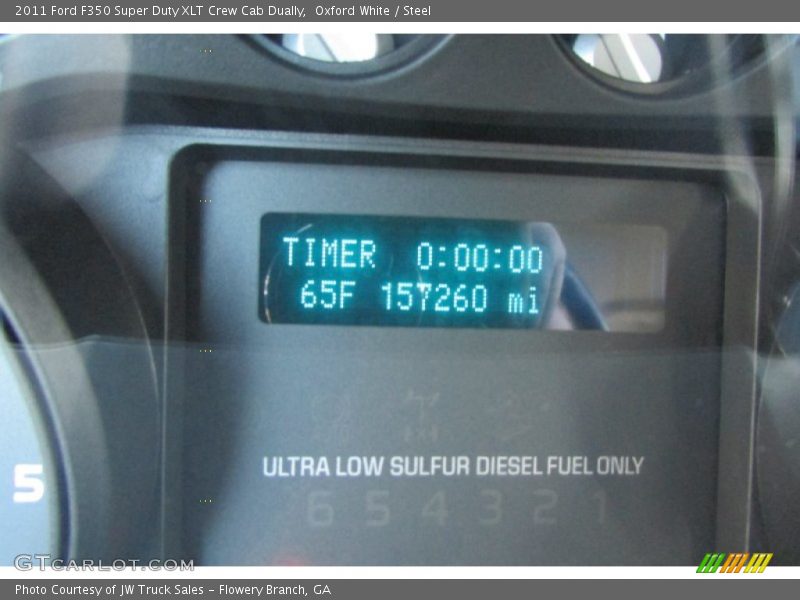 2011 Ford F350 Super Duty XLT Crew Cab Dually,  Oxford White / Steel
TIMER 0:00:00
65F 157260 mi
ULTRA LOW SULFUR DIESEL FUEL ONLY
6 5 4 3 2 1
5
GTCARLOT.COM
Photo Courtesy of JW Truck Sales - Flowery Branch, GA